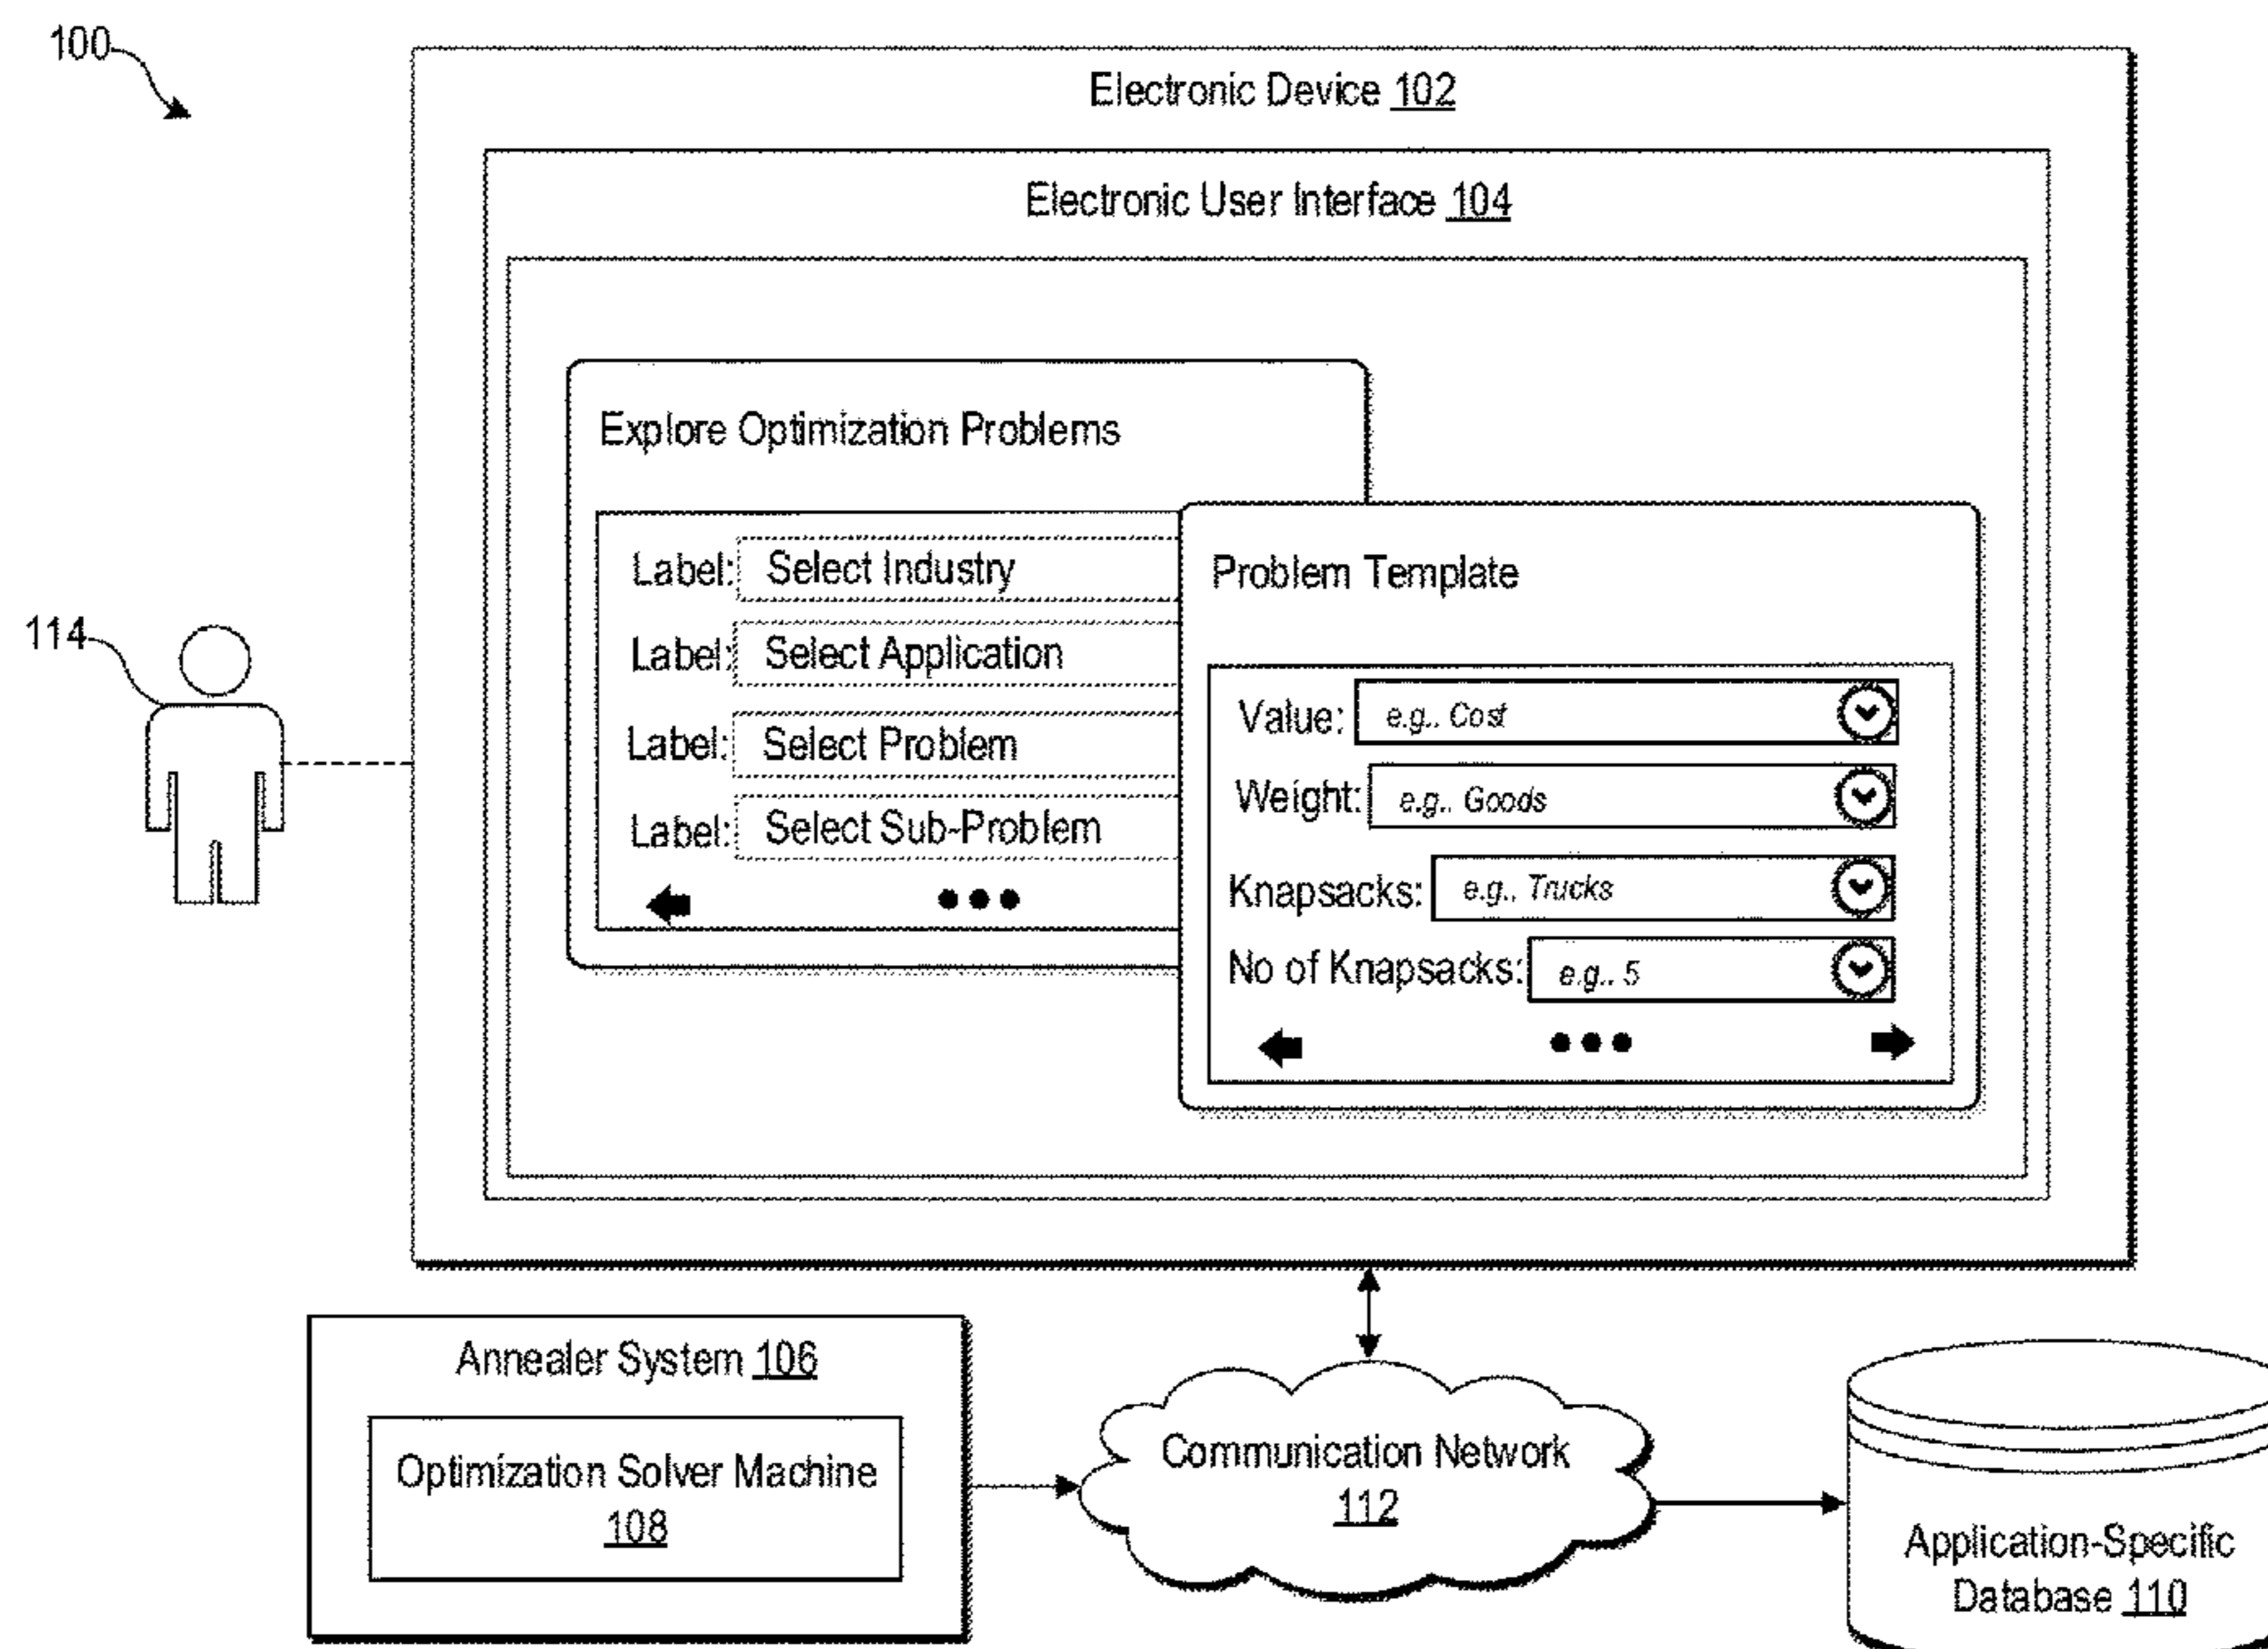 100
Electronic Device 102
Electronic User Interface 104
Explore Optimization Problems
Label: Select Industry
Label: Select Application
Label: Select Problem
Label: Select Sub-Problem
Problem Template
Value: e.g., Cost
Weight: e.g., Goods
Knapsacks: e.g., Trucks
No of Knapsacks: e.g., 5
114
Annealer System 106
Optimization Solver Machine
108
Communication Network
112
Application-Specific
Database 110